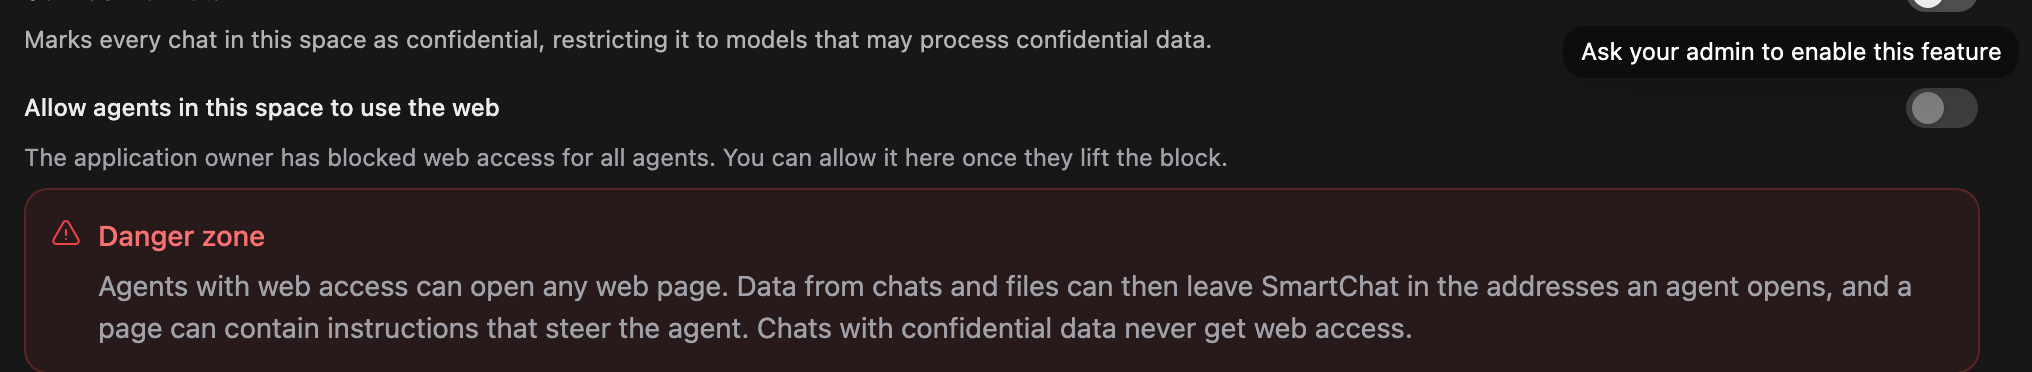 Marks every chat in this space as confidential, restricting it to models that may process confidential data.
Ask your admin to enable this feature
Allow agents in this space to use the web
The application owner has blocked web access for all agents. You can allow it here once they lift the block.
Danger zone
Agents with web access can open any web page. Data from chats and files can then leave SmartChat in the addresses an agent opens, and a
page can contain instructions that steer the agent. Chats with confidential data never get web access.